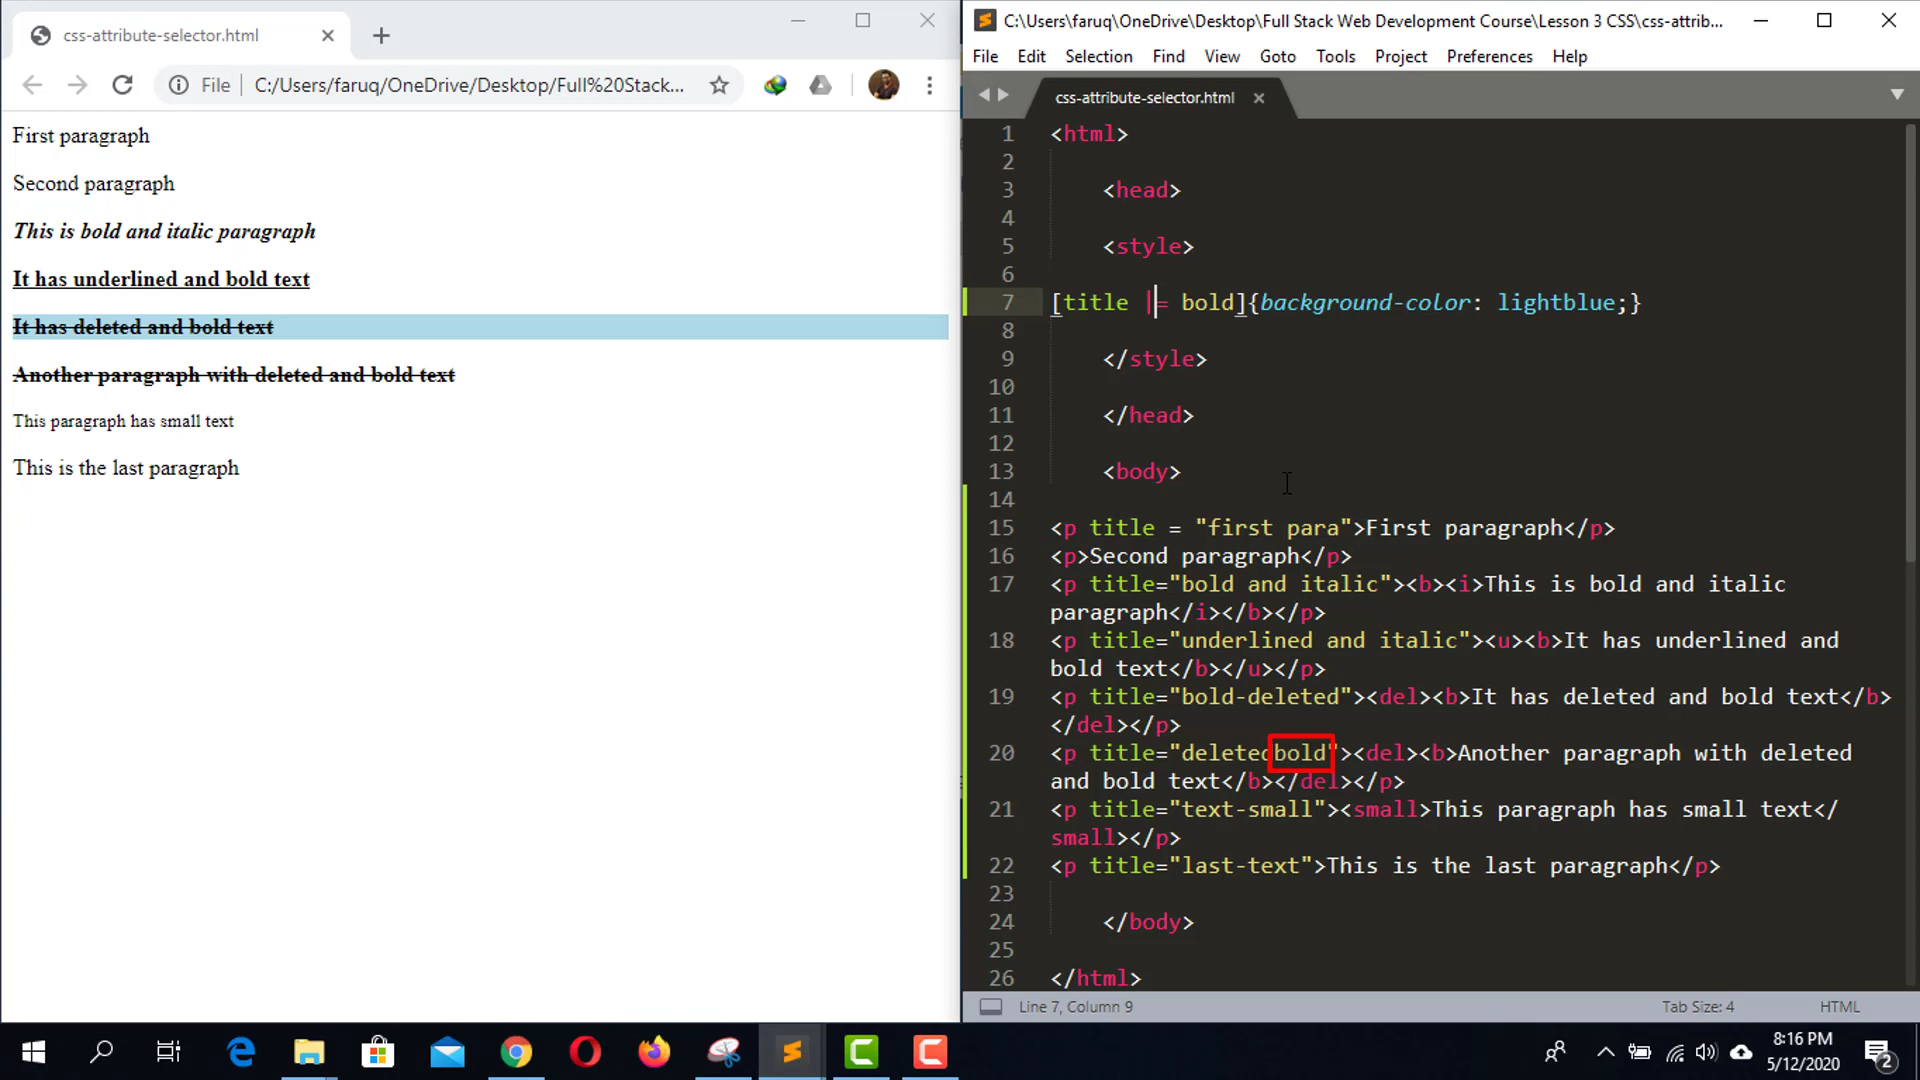 css-attribute-selector.html
File
C:/Users/faruq/OneDrive/Desktop/Full%20Stack...
First paragraph
Second paragraph
This is bold and italic paragraph
It has underlined and bold text
It has deleted and bold text
Another paragraph with deleted and bold text
This paragraph has small text
This is the last paragraph
C:\Users\faruq\OneDrive\Desktop\Full Stack Web Development Course\Lesson 3 CSS\css-attrib...
File Edit Selection Find View Goto Tools Project Preferences Help
css-attribute-selector.html
1 <html>
2
3 <head>
4
5 <style>
6
7 [title |= bold]{background-color: lightblue;}
8
9 </style>
10
11 </head>
12
13 <body>
14
15 <p title = "first para">First paragraph</p>
16 <p>Second paragraph</p>
17 <p title="bold and italic"><b><i>This is bold and italic
paragraph</i></b></p>
18 <p title="underlined and italic"><u><b>It has underlined and
bold text</b></u></p>
19 <p title="bold-deleted"><del><b>It has deleted and bold text</b>
</del></p>
20 <p title="deletedbold"><del><b>Another paragraph with deleted
and bold text</b></del></p>
21 <p title="text-small"><small>This paragraph has small text</
small></p>
22 <p title="last-text">This is the last paragraph</p>
23
24 </body>
25
26 </html>
Line 7, Column 9
Tab Size: 4
HTML
8:16 PM
5/12/2020
2